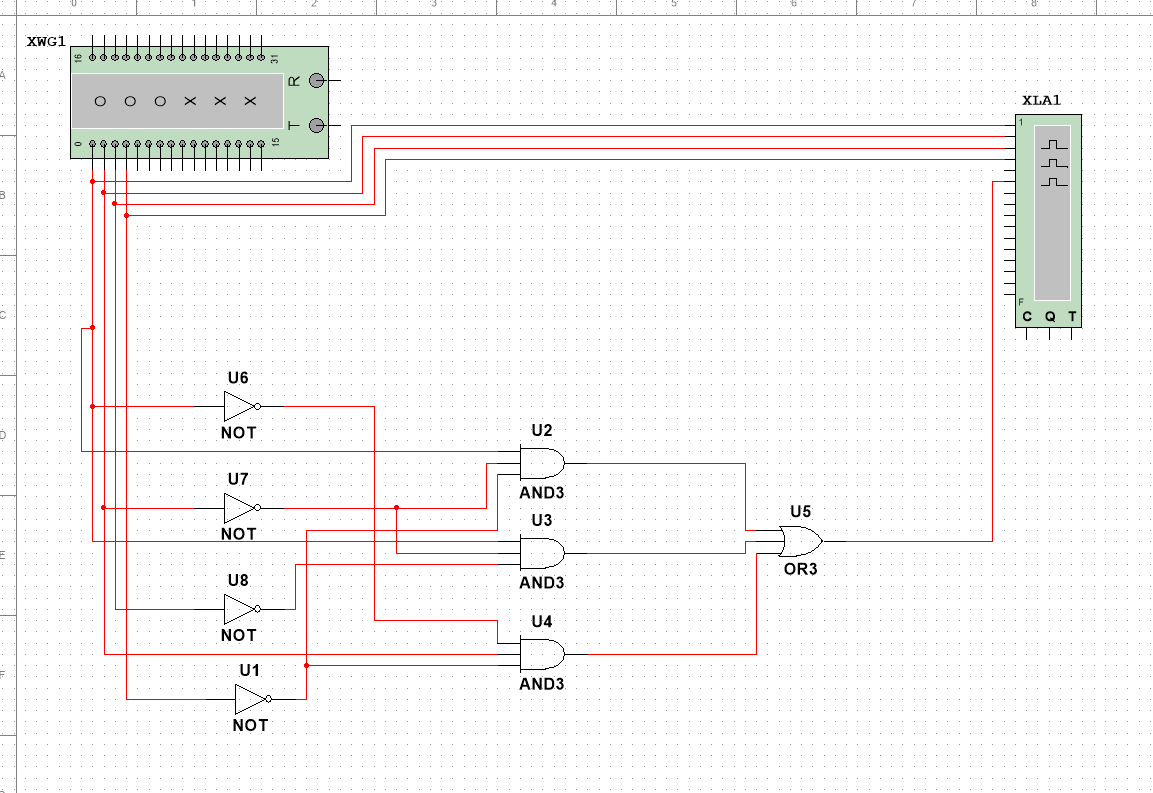 0 1 2 3 4 5 6 7 8
XWG1
16 31
A
R
O O O X X X
T
0 15
XLA1
1
B
F
C Q T
C
U6
NOT
D
U2
AND3
U7
NOT
U3
AND3
U5
OR3
E
U8
NOT
U4
AND3
F
U1
NOT